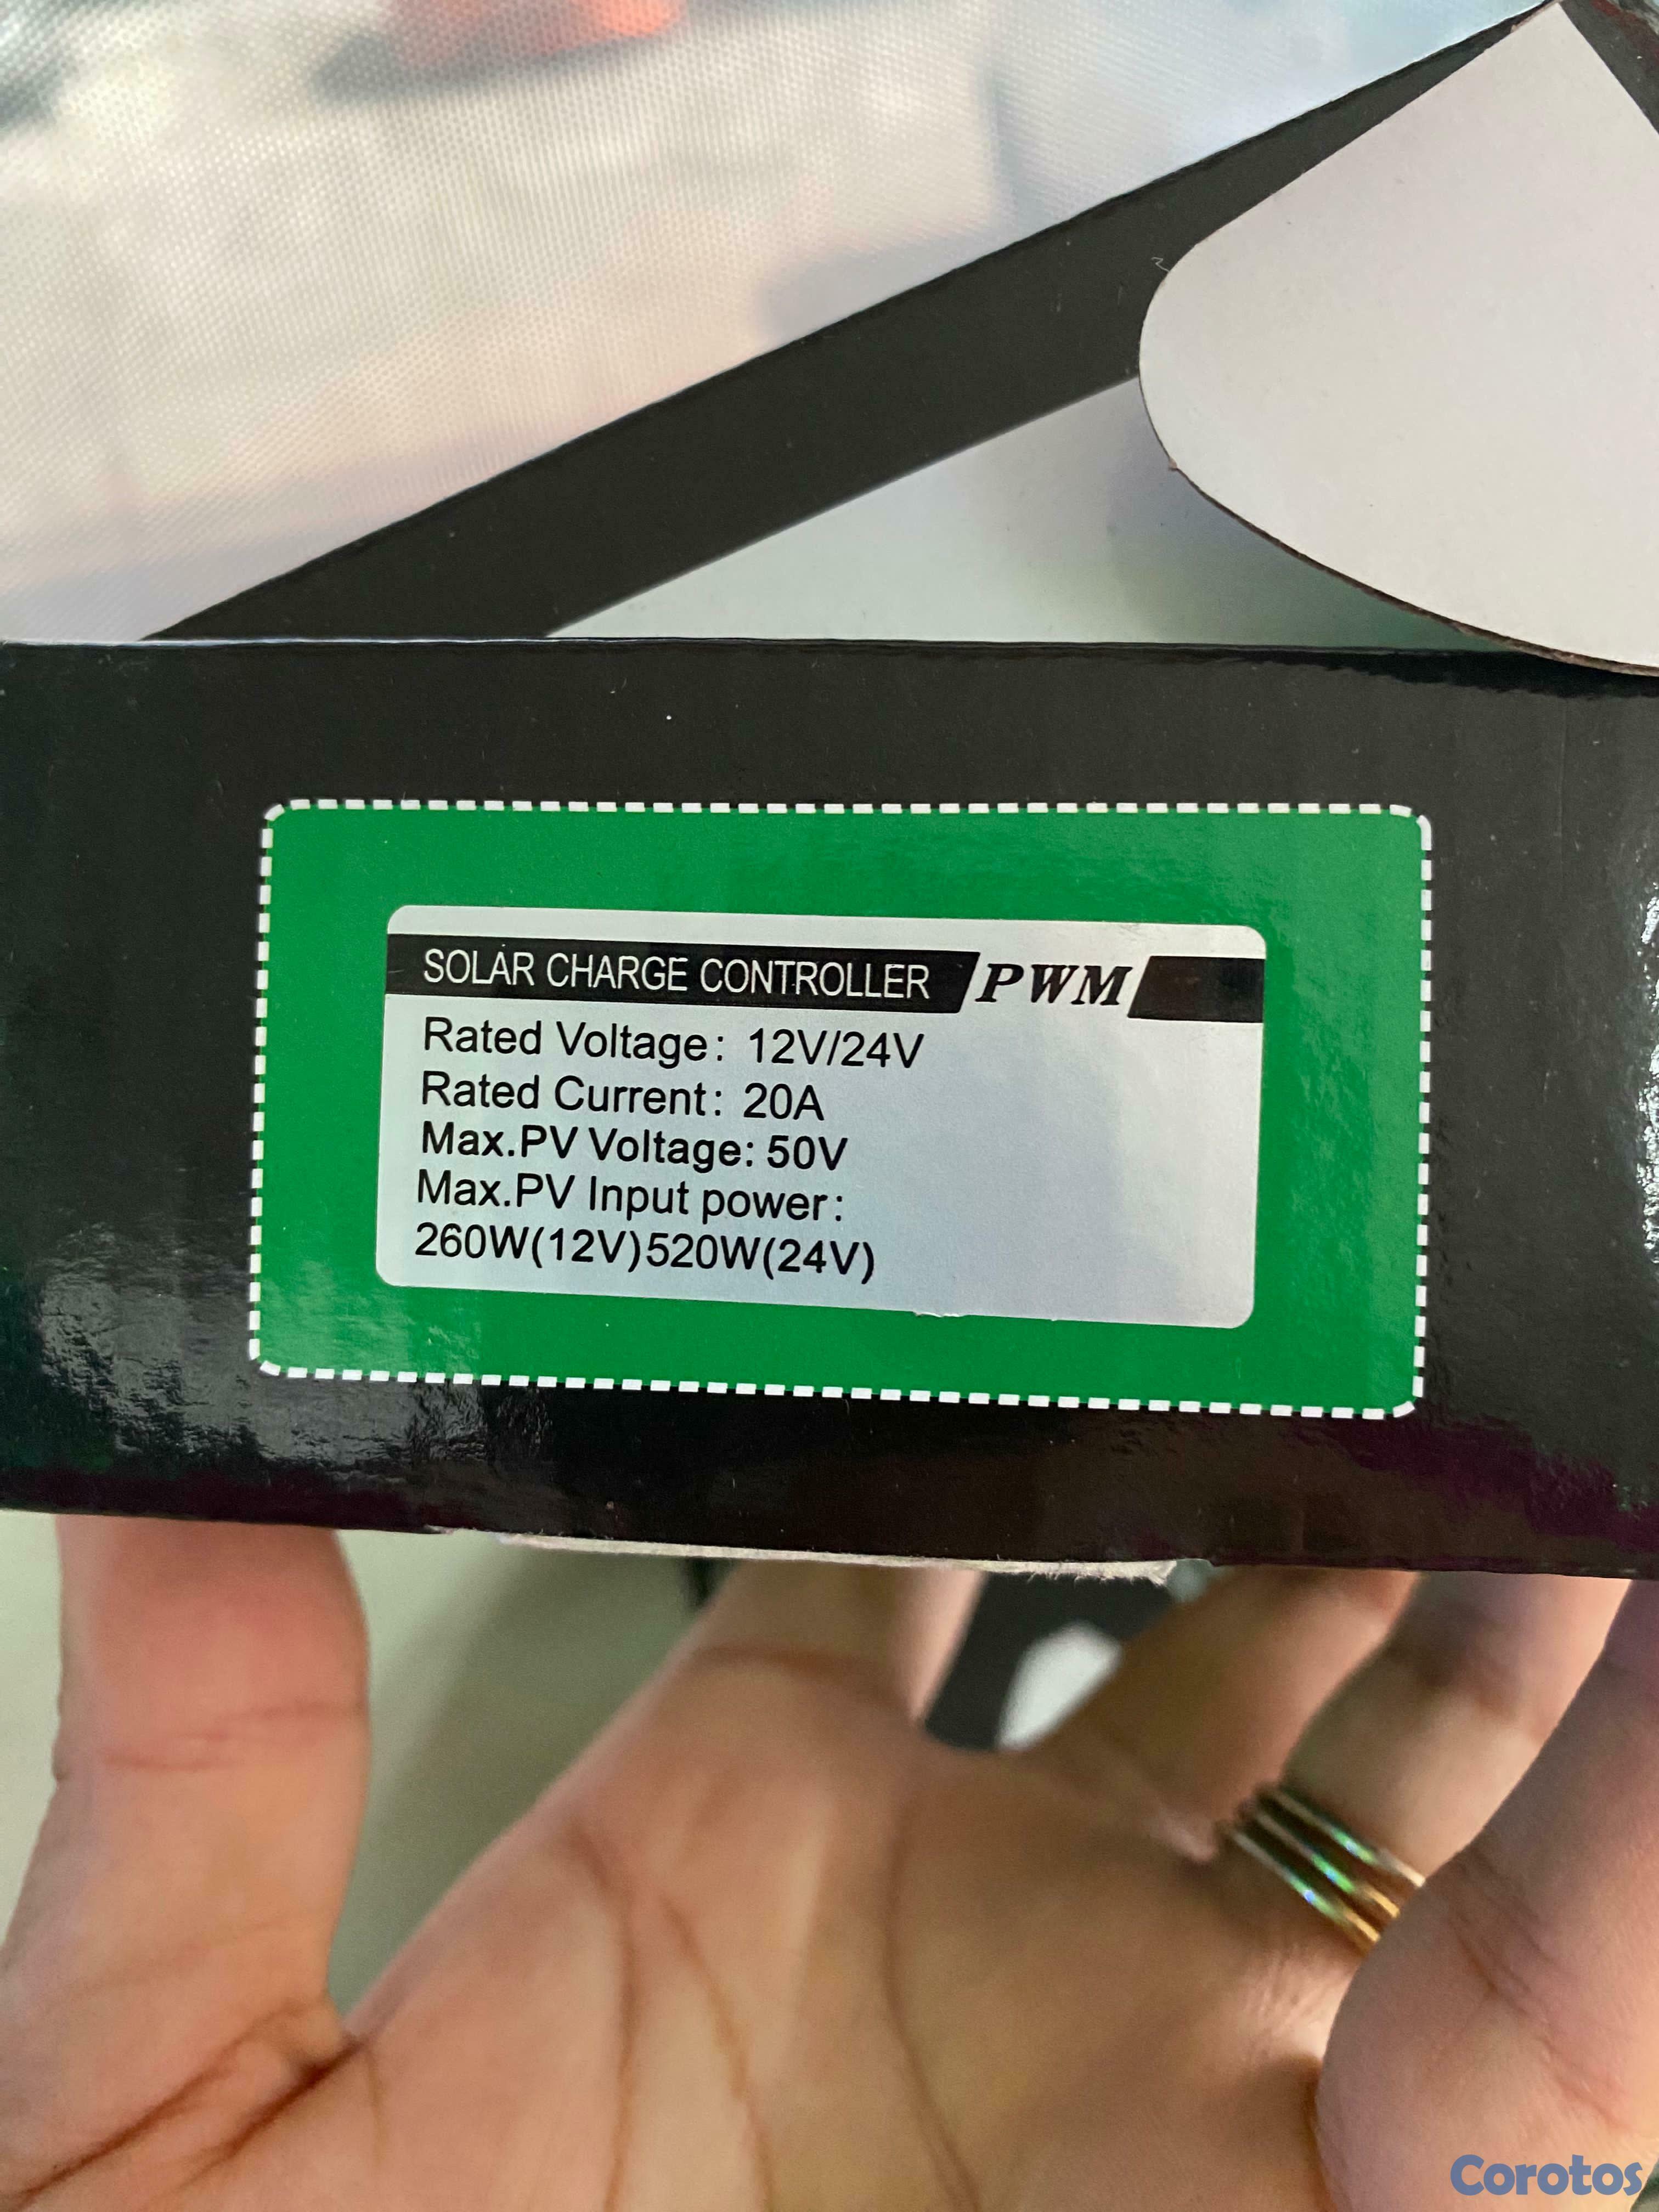 SOLAR CHARGE CONTROLLER PWM
Rated Voltage: 12V/24V
Rated Current: 20A
Max.PV Voltage: 50V
Max.PV Input power:
260W(12V)520W(24V)
Corotos